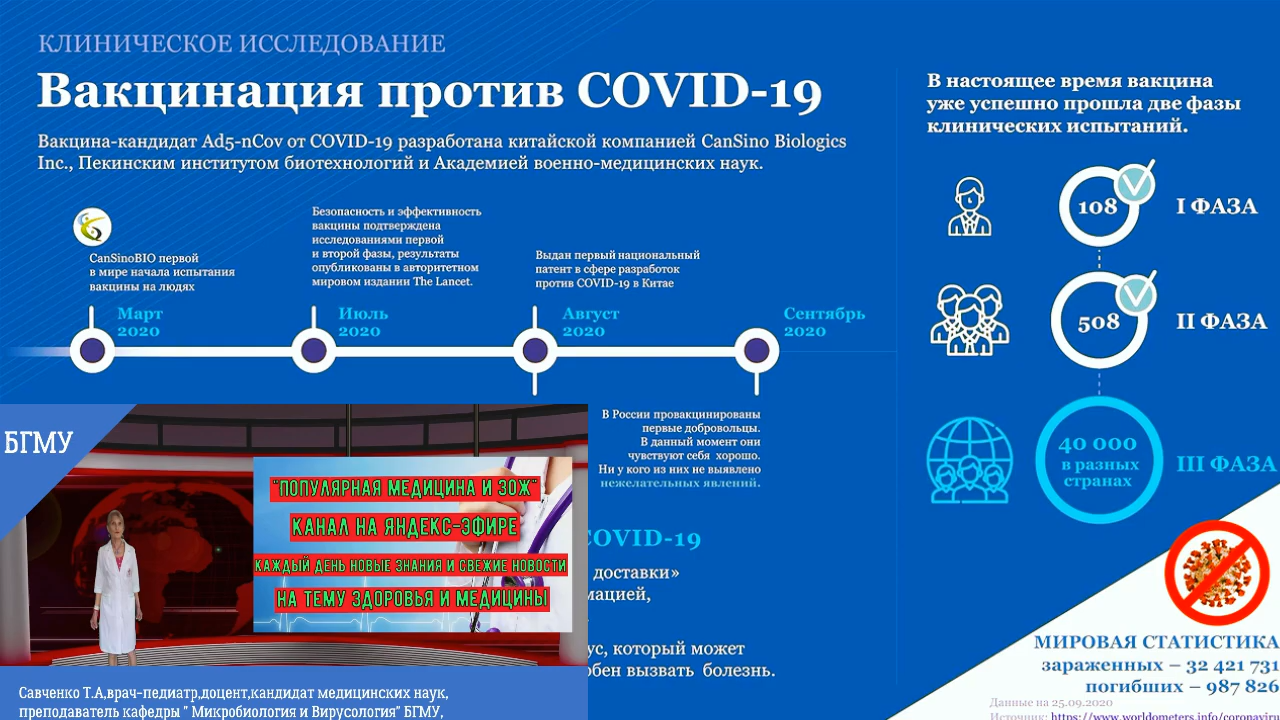 КЛИНИЧЕСКОЕ ИССЛЕДОВАНИЕ
Вакцинация против COVID-19
Вакцина-кандидат Ad5-nCov от COVID-19 разработана китайской компанией CanSino Biologics
Inc., Пекинским институтом биотехнологий и Академией военно-медицинских наук.
CanSinoBIO первой
в мире начала испытания
вакцины на людях
Март
2020
Безопасность и эффективность
вакцины подтверждена
исследованиями первой
и второй фазы, результаты
опубликованы в авторитетном
мировом издании The Lancet.
Июль
2020
Выдан первый национальный
патент в сфере разработок
против COVID-19 в Китае
Август
2020
Сентябрь
2020
В России провакцинированы
первые добровольцы.
В данный момент они
чувствуют себя хорошо.
Ни у кого из них не выявлено
нежелательных явлений.
COVID-19
доставки»
мацией,
ус, который может
обен вызвать болезнь.
В настоящее время вакцина
уже успешно прошла две фазы
клинических испытаний.
108
I ФАЗА
508
II ФАЗА
40 000
в разных
странах
III ФАЗА
МИРОВАЯ СТАТИСТИКА
зараженных – 32 421 731
погибших – 987 826
Данные на 25.09.2020
Источник: https://www.worldometers.info/coronaviru
БГМУ
"ПОПУЛЯРНАЯ МЕДИЦИНА И ЗОЖ"
КАНАЛ НА ЯНДЕКС-ЭФИРЕ
КАЖДЫЙ ДЕНЬ НОВЫЕ ЗНАНИЯ И СВЕЖИЕ НОВОСТИ
НА ТЕМУ ЗДОРОВЬЯ И МЕДИЦИНЫ
Савченко Т.А,врач-педиатр,доцент,кандидат медицинских наук,
преподаватель кафедры " Микробиология и Вирусология" БГМУ,